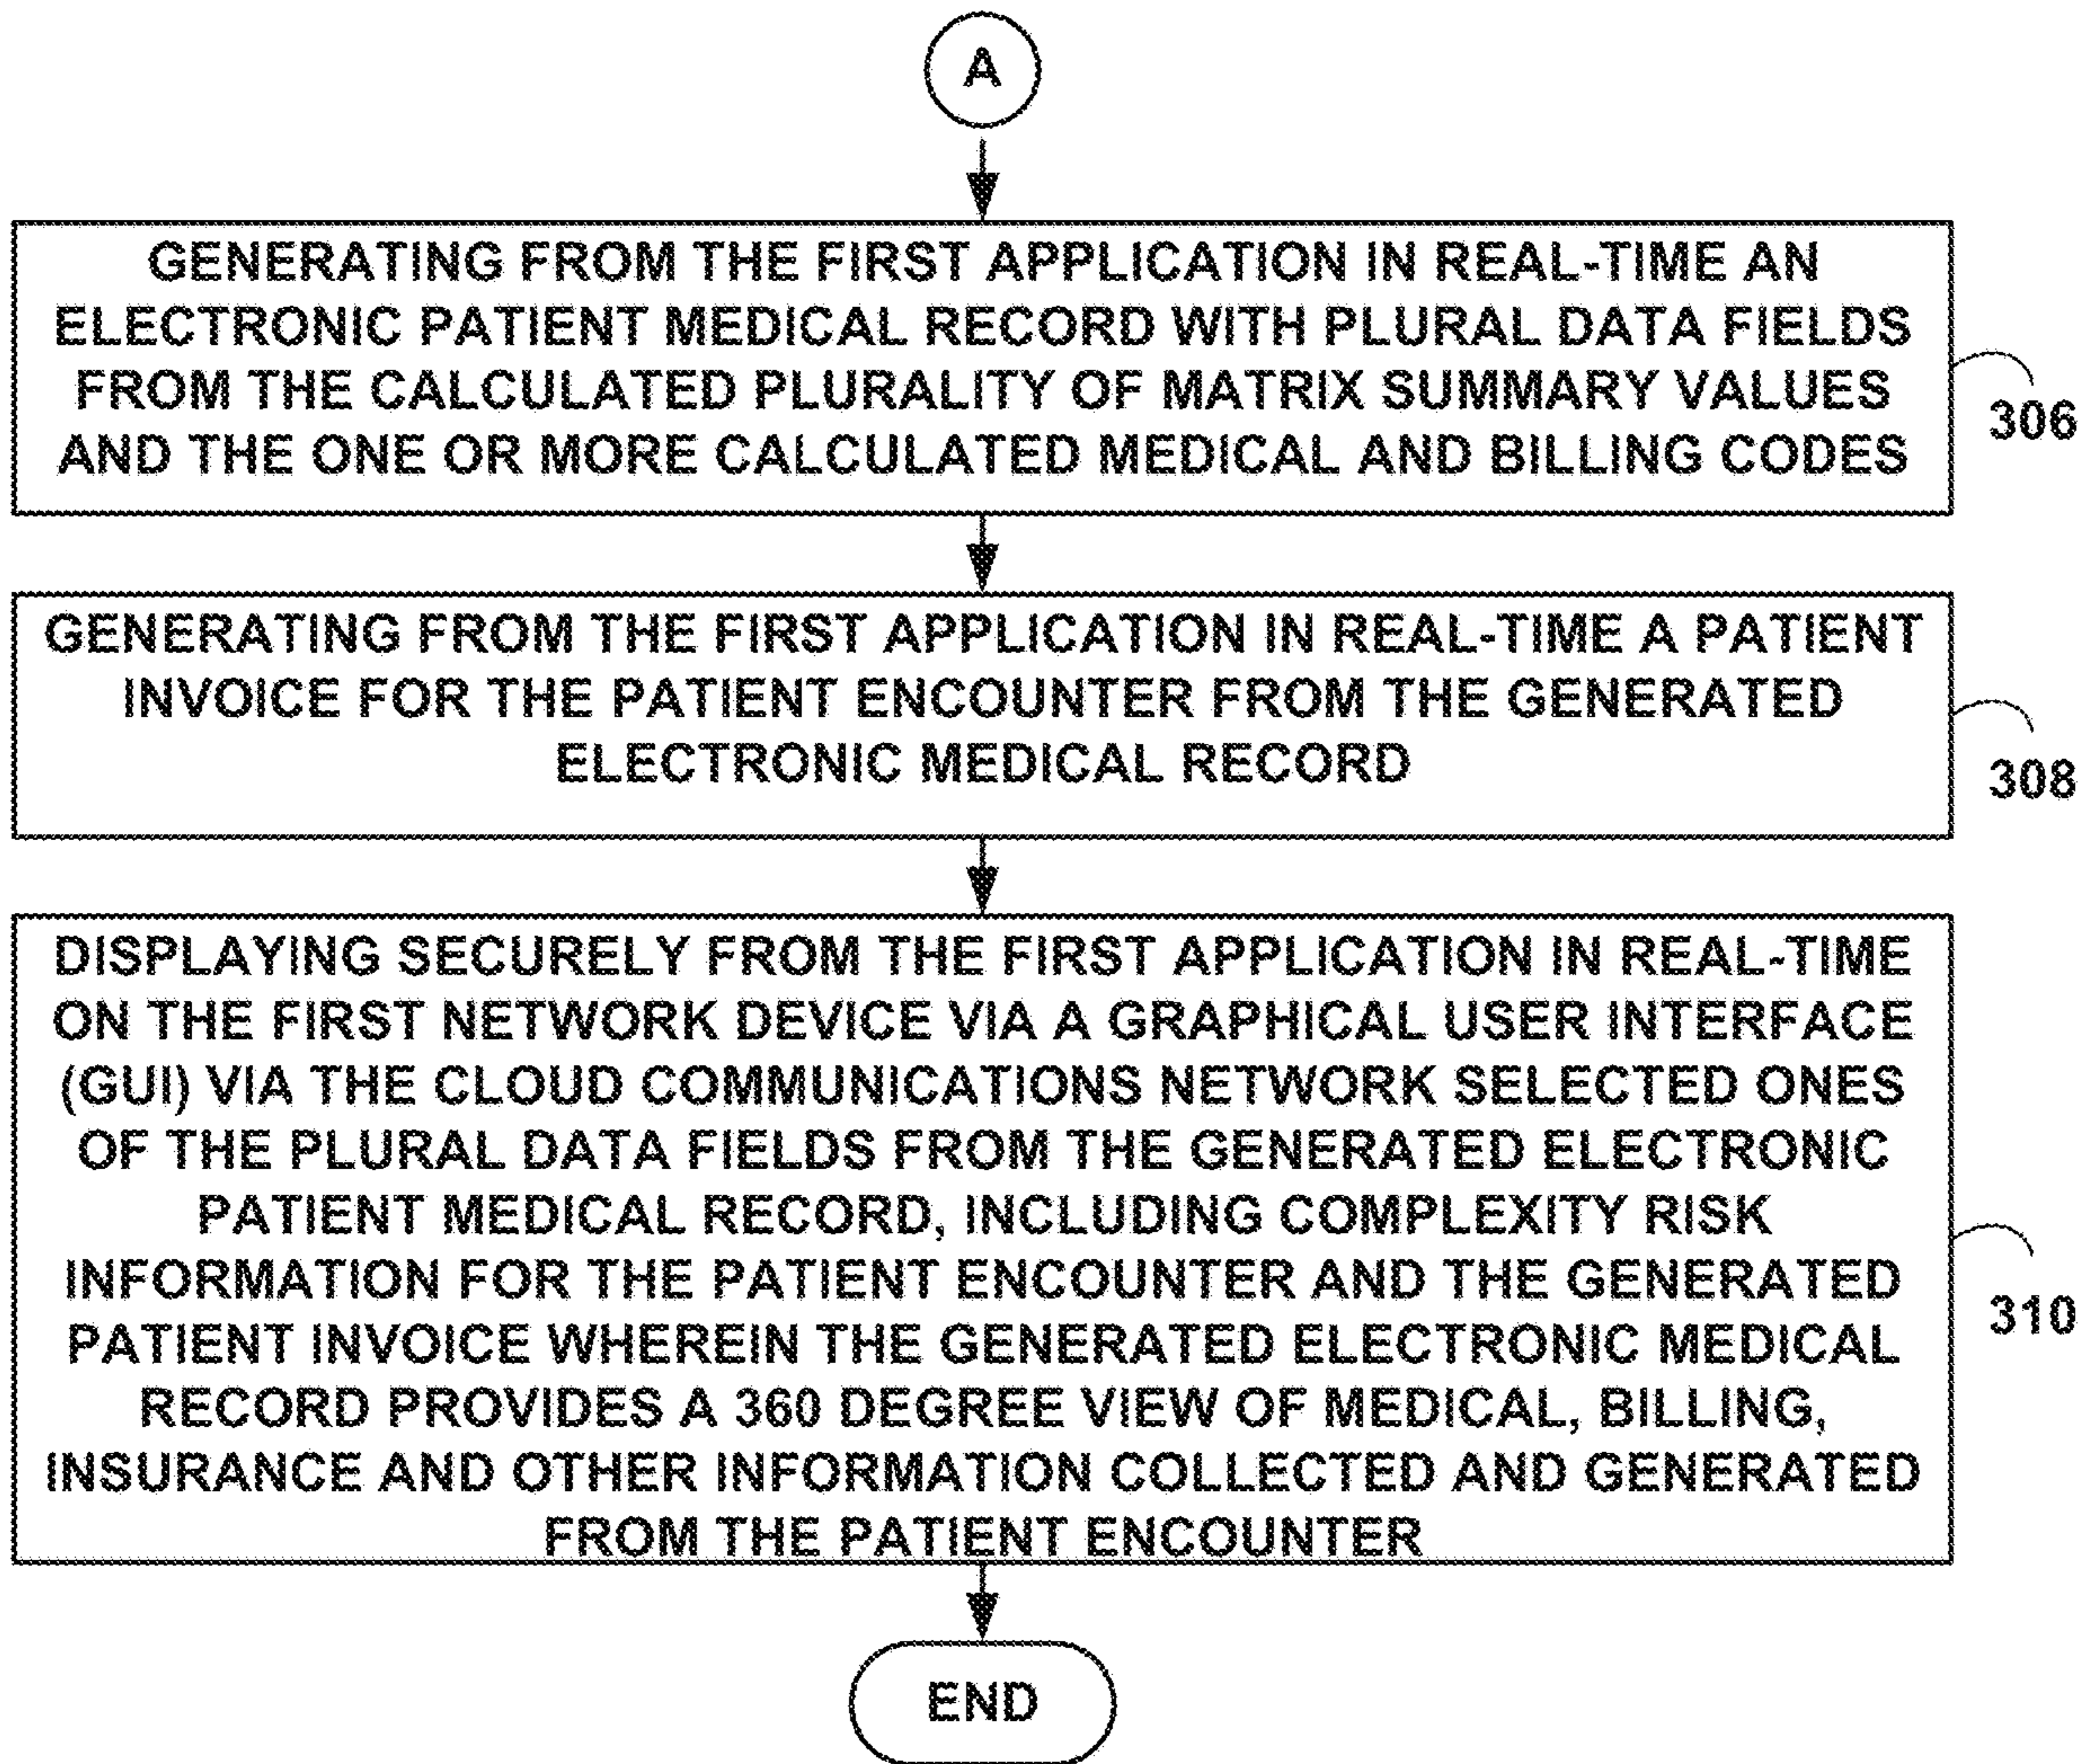 A
GENERATING FROM THE FIRST APPLICATION IN REAL-TIME AN
ELECTRONIC PATIENT MEDICAL RECORD WITH PLURAL DATA FIELDS
FROM THE CALCULATED PLURALITY OF MATRIX SUMMARY VALUES
AND THE ONE OR MORE CALCULATED MEDICAL AND BILLING CODES
306
GENERATING FROM THE FIRST APPLICATION IN REAL-TIME A PATIENT
INVOICE FOR THE PATIENT ENCOUNTER FROM THE GENERATED
ELECTRONIC MEDICAL RECORD
308
DISPLAYING SECURELY FROM THE FIRST APPLICATION IN REAL-TIME
ON THE FIRST NETWORK DEVICE VIA A GRAPHICAL USER INTERFACE
(GUI) VIA THE CLOUD COMMUNICATIONS NETWORK SELECTED ONES
OF THE PLURAL DATA FIELDS FROM THE GENERATED ELECTRONIC
PATIENT MEDICAL RECORD, INCLUDING COMPLEXITY RISK
INFORMATION FOR THE PATIENT ENCOUNTER AND THE GENERATED
PATIENT INVOICE WHEREIN THE GENERATED ELECTRONIC MEDICAL
RECORD PROVIDES A 360 DEGREE VIEW OF MEDICAL, BILLING,
INSURANCE AND OTHER INFORMATION COLLECTED AND GENERATED
FROM THE PATIENT ENCOUNTER
310
END